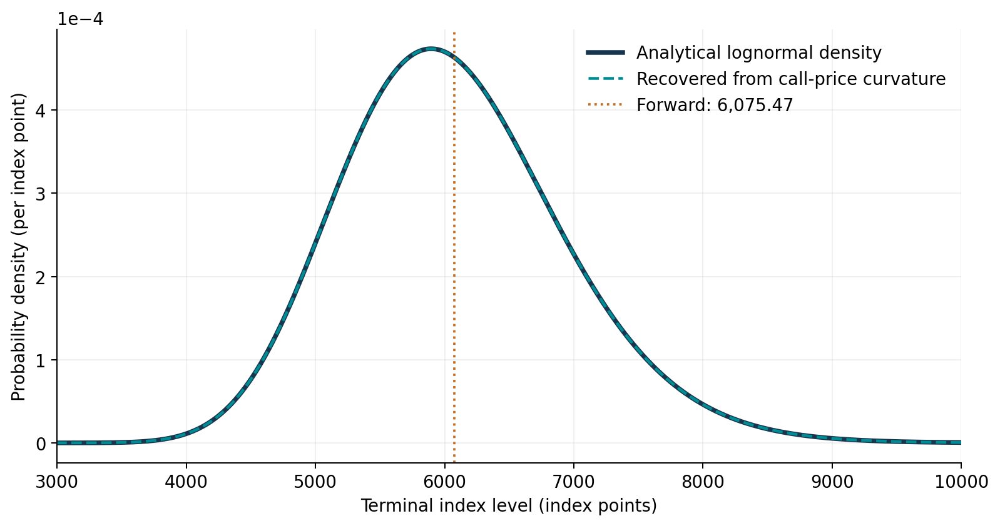 1e−4
Analytical lognormal density
Recovered from call-price curvature
Forward: 6,075.47
Probability density (per index point)
4
3
2
1
0
3000 4000 5000 6000 7000 8000 9000 10000
Terminal index level (index points)